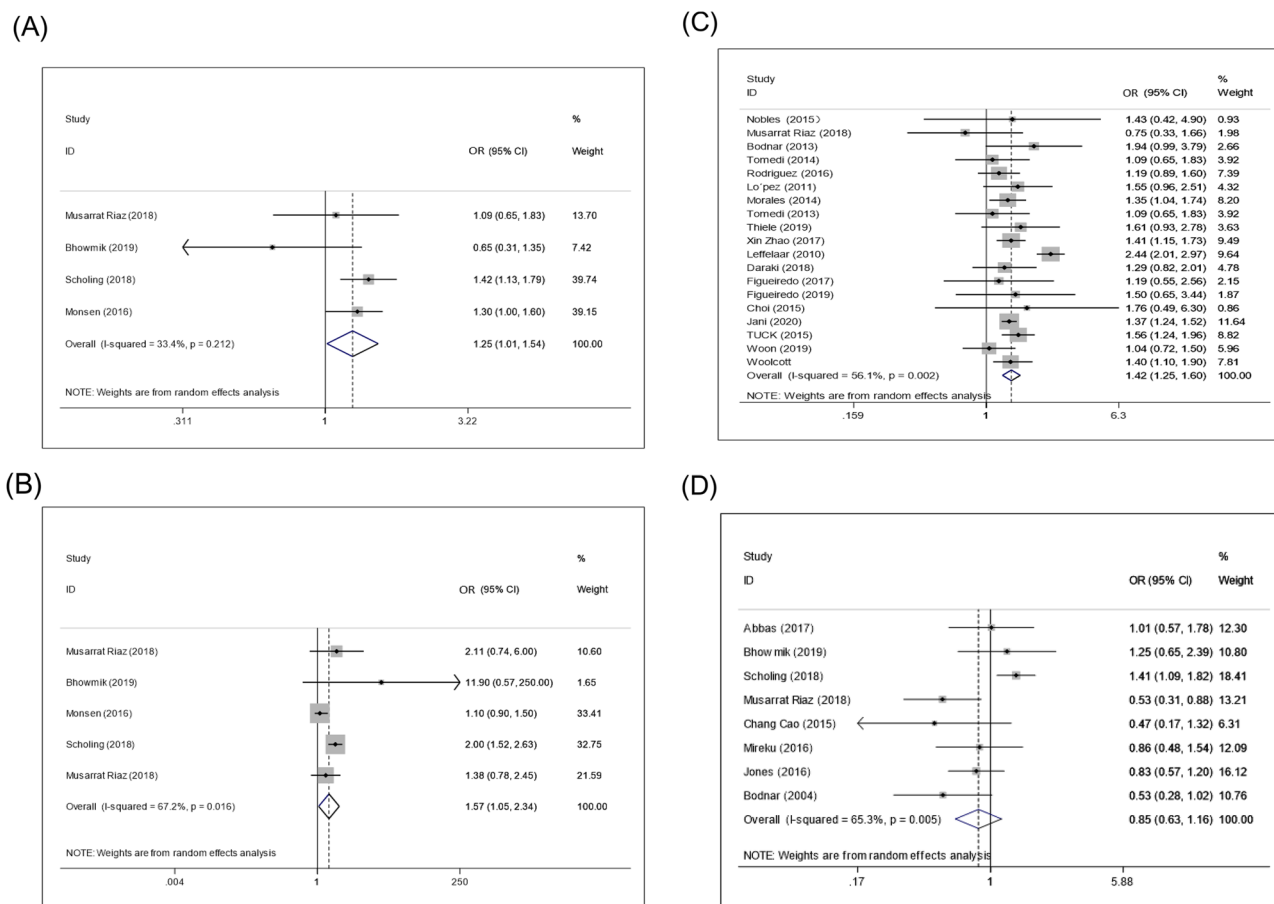 (A)
Study %
ID OR (95% CI) Weight
Musarrat Riaz (2018) 1.09 (0.65, 1.83) 13.70
Bhowmik (2019) 0.65 (0.31, 1.35) 7.42
Scholing (2018) 1.42 (1.13, 1.79) 39.74
Monsen (2016) 1.30 (1.00, 1.60) 39.15
Overall (I-squared = 33.4%, p = 0.212) 1.25 (1.01, 1.54) 100.00
NOTE: Weights are from random effects analysis
.311 1 3.22
(B)
Study %
ID OR (95% CI) Weight
Musarrat Riaz (2018) 2.11 (0.74, 6.00) 10.60
Bhowmik (2019) 11.90 (0.57,250.00) 1.65
Monsen (2016) 1.10 (0.90, 1.50) 33.41
Scholing (2018) 2.00 (1.52, 2.63) 32.75
Musarrat Riaz (2018) 1.38 (0.78, 2.45) 21.59
Overall (I-squared = 67.2%, p = 0.016) 1.57 (1.05, 2.34) 100.00
NOTE: Weights are from random effects analysis
.004 1 250
(C)
Study %
ID OR (95% CI) Weight
Nobles (2015) 1.43 (0.42, 4.90) 0.93
Musarrat Riaz (2018) 0.75 (0.33, 1.66) 1.98
Bodnar (2013) 1.94 (0.99, 3.79) 2.66
Tomedi (2014) 1.09 (0.65, 1.83) 3.92
Rodriguez (2016) 1.19 (0.89, 1.60) 7.39
Lo´pez (2011) 1.55 (0.96, 2.51) 4.32
Morales (2014) 1.35 (1.04, 1.74) 8.20
Tomedi (2013) 1.09 (0.65, 1.83) 3.92
Thiele (2019) 1.61 (0.93, 2.78) 3.63
Xin Zhao (2017) 1.41 (1.15, 1.73) 9.49
Leffelaar (2010) 2.44 (2.01, 2.97) 9.64
Daraki (2018) 1.29 (0.82, 2.01) 4.78
Figueiredo (2017) 1.19 (0.55, 2.56) 2.15
Figueiredo (2019) 1.50 (0.65, 3.44) 1.87
Choi (2015) 1.76 (0.49, 6.30) 0.86
Jani (2020) 1.37 (1.24, 1.52) 11.64
TUCK (2015) 1.56 (1.24, 1.96) 8.82
Woon (2019) 1.04 (0.72, 1.50) 5.96
Woolcott 1.40 (1.10, 1.90) 7.81
Overall (I-squared = 56.1%, p = 0.002) 1.42 (1.25, 1.60) 100.00
NOTE: Weights are from random effects analysis
.159 1 6.3
(D)
Study %
ID OR (95% CI) Weight
Abbas (2017) 1.01 (0.57, 1.78) 12.30
Bhowmik (2019) 1.25 (0.65, 2.39) 10.80
Scholing (2018) 1.41 (1.09, 1.82) 18.41
Musarrat Riaz (2018) 0.53 (0.31, 0.88) 13.21
Chang Cao (2015) 0.47 (0.17, 1.32) 6.31
Mireku (2016) 0.86 (0.48, 1.54) 12.09
Jones (2016) 0.83 (0.57, 1.20) 16.12
Bodnar (2004) 0.53 (0.28, 1.02) 10.76
Overall (I-squared = 65.3%, p = 0.005) 0.85 (0.63, 1.16) 100.00
NOTE: Weights are from random effects analysis
.17 1 5.88